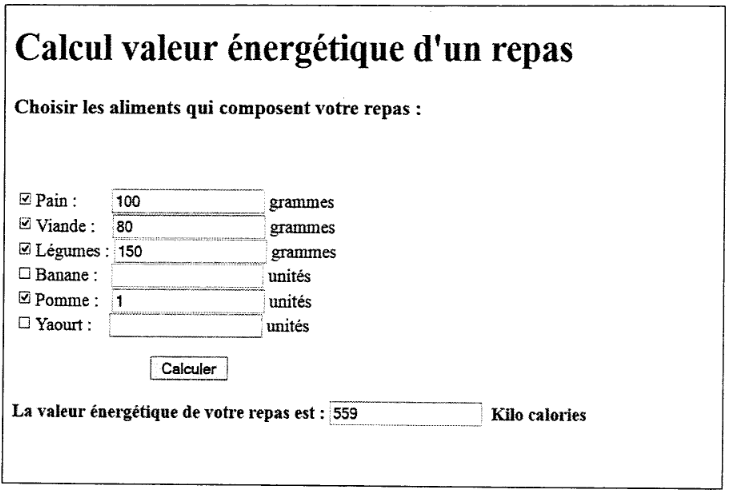 Calcul valeur énergétique d'un repas
Choisir les aliments qui composent votre repas :
Pain : 100 grammes
Viande : 80 grammes
Légumes : 150 grammes
Banane : unités
Pomme : 1 unités
Yaourt : unités
Calculer
La valeur énergétique de votre repas est : 559 Kilo calories